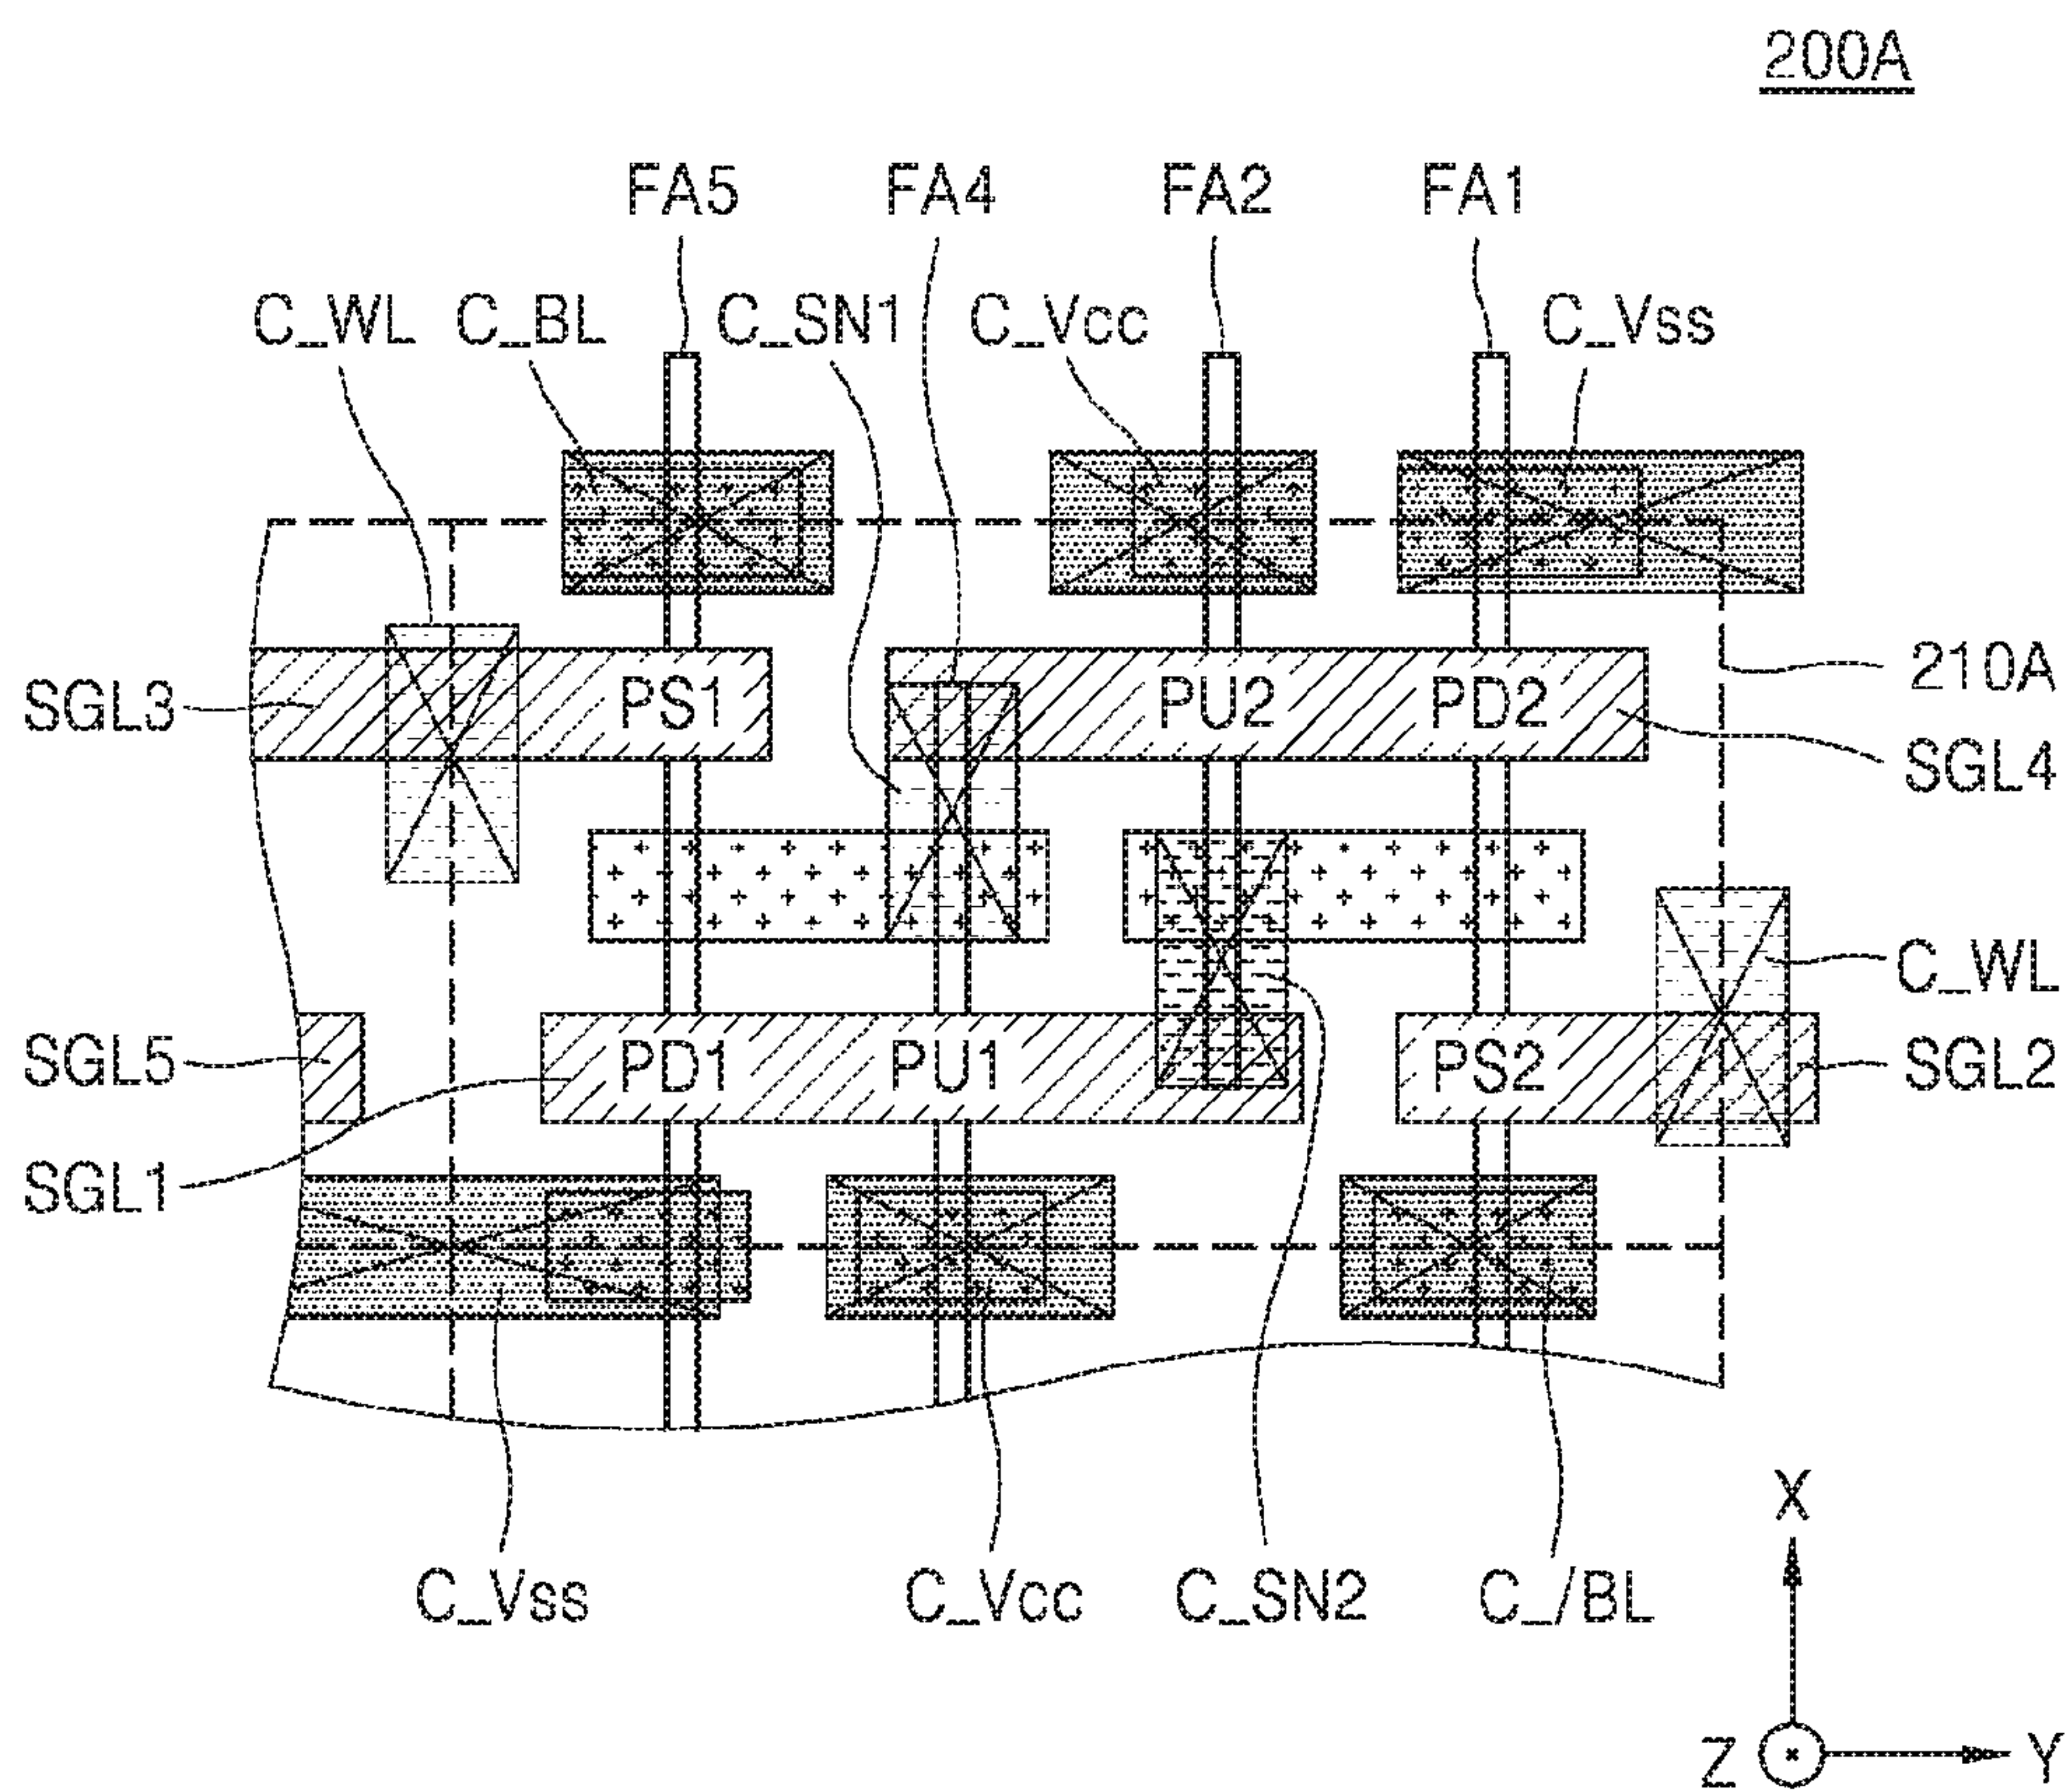 200A
FA5 FA4 FA2 FA1
C_WL C_BL C_SN1 C_Vcc C_Vss
210A
SGL3 PS1 PU2 PD2
SGL4
C_WL
SGL5 PD1 PU1 PS2 SGL2
SGL1
C_Vss C_Vcc C_SN2 C_/BL
X
Z Y